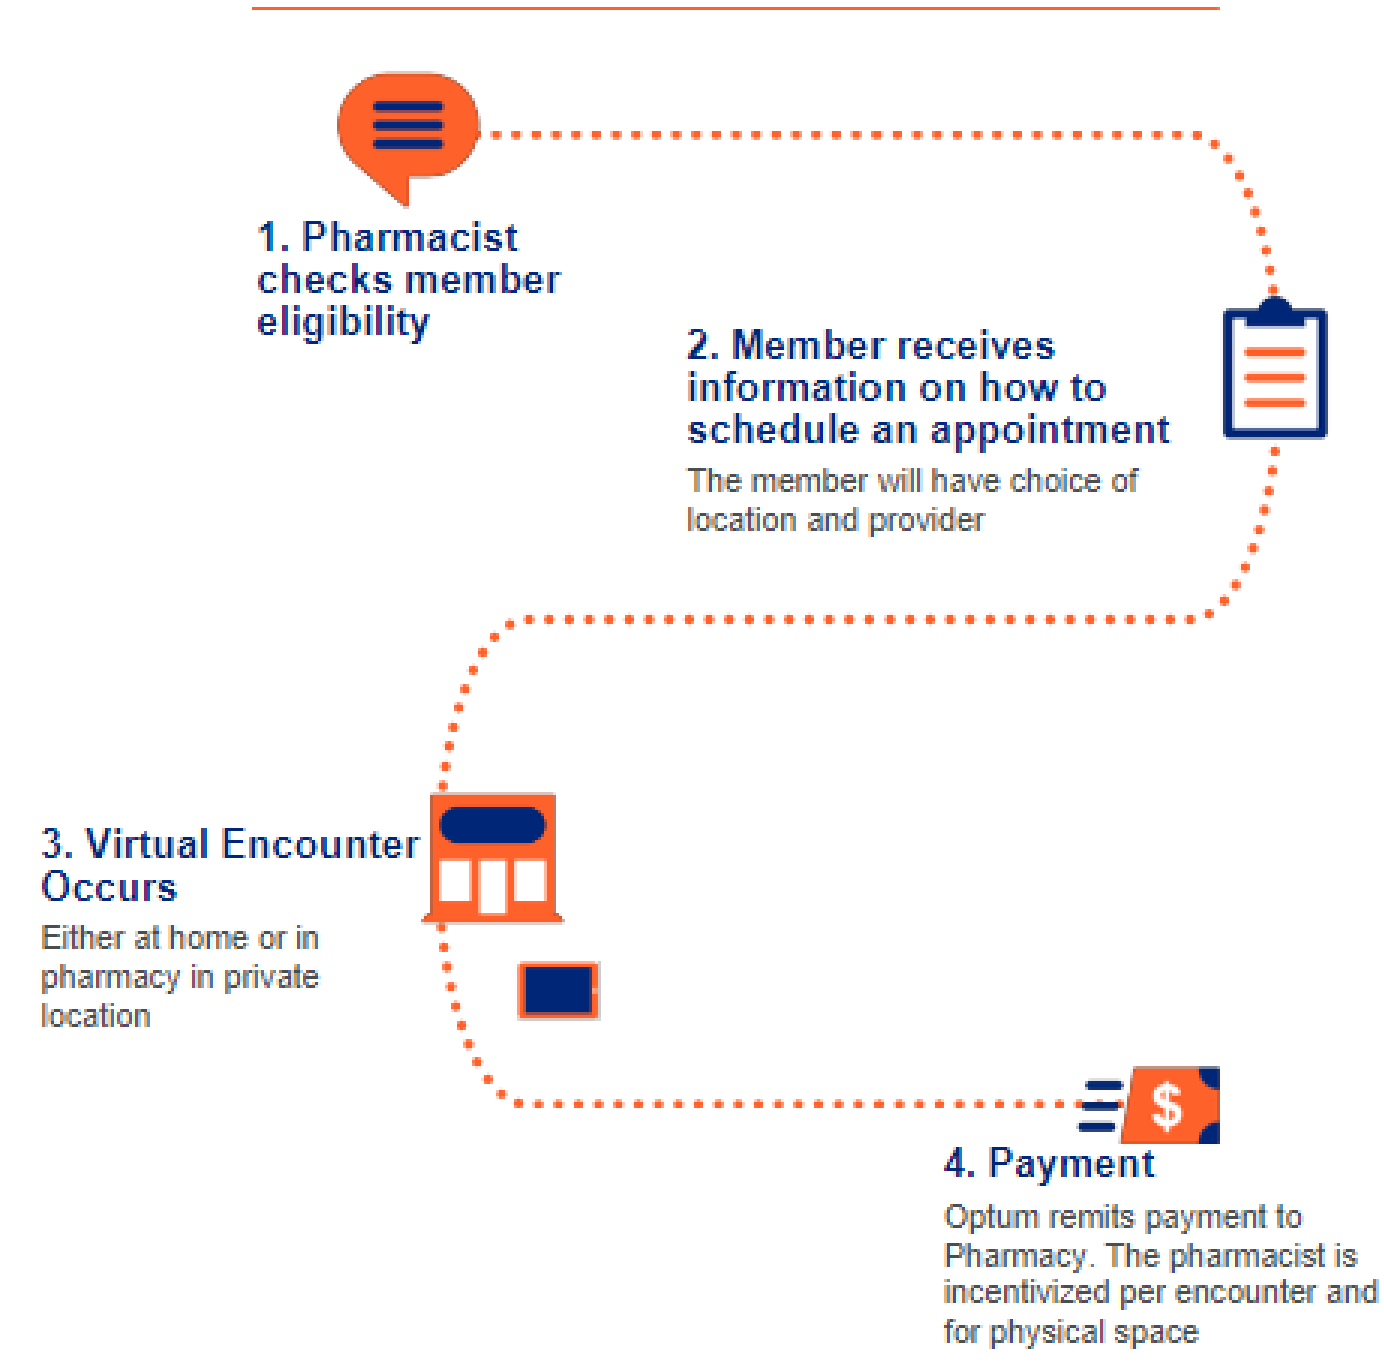 1. Pharmacist
checks member
eligibility
2. Member receives
information on how to
schedule an appointment
The member will have choice of
location and provider
3. Virtual Encounter
Occurs
Either at home or in
pharmacy in private
location
$
4. Payment
Optum remits payment to
Pharmacy. The pharmacist is
incentivized per encounter and
for physical space